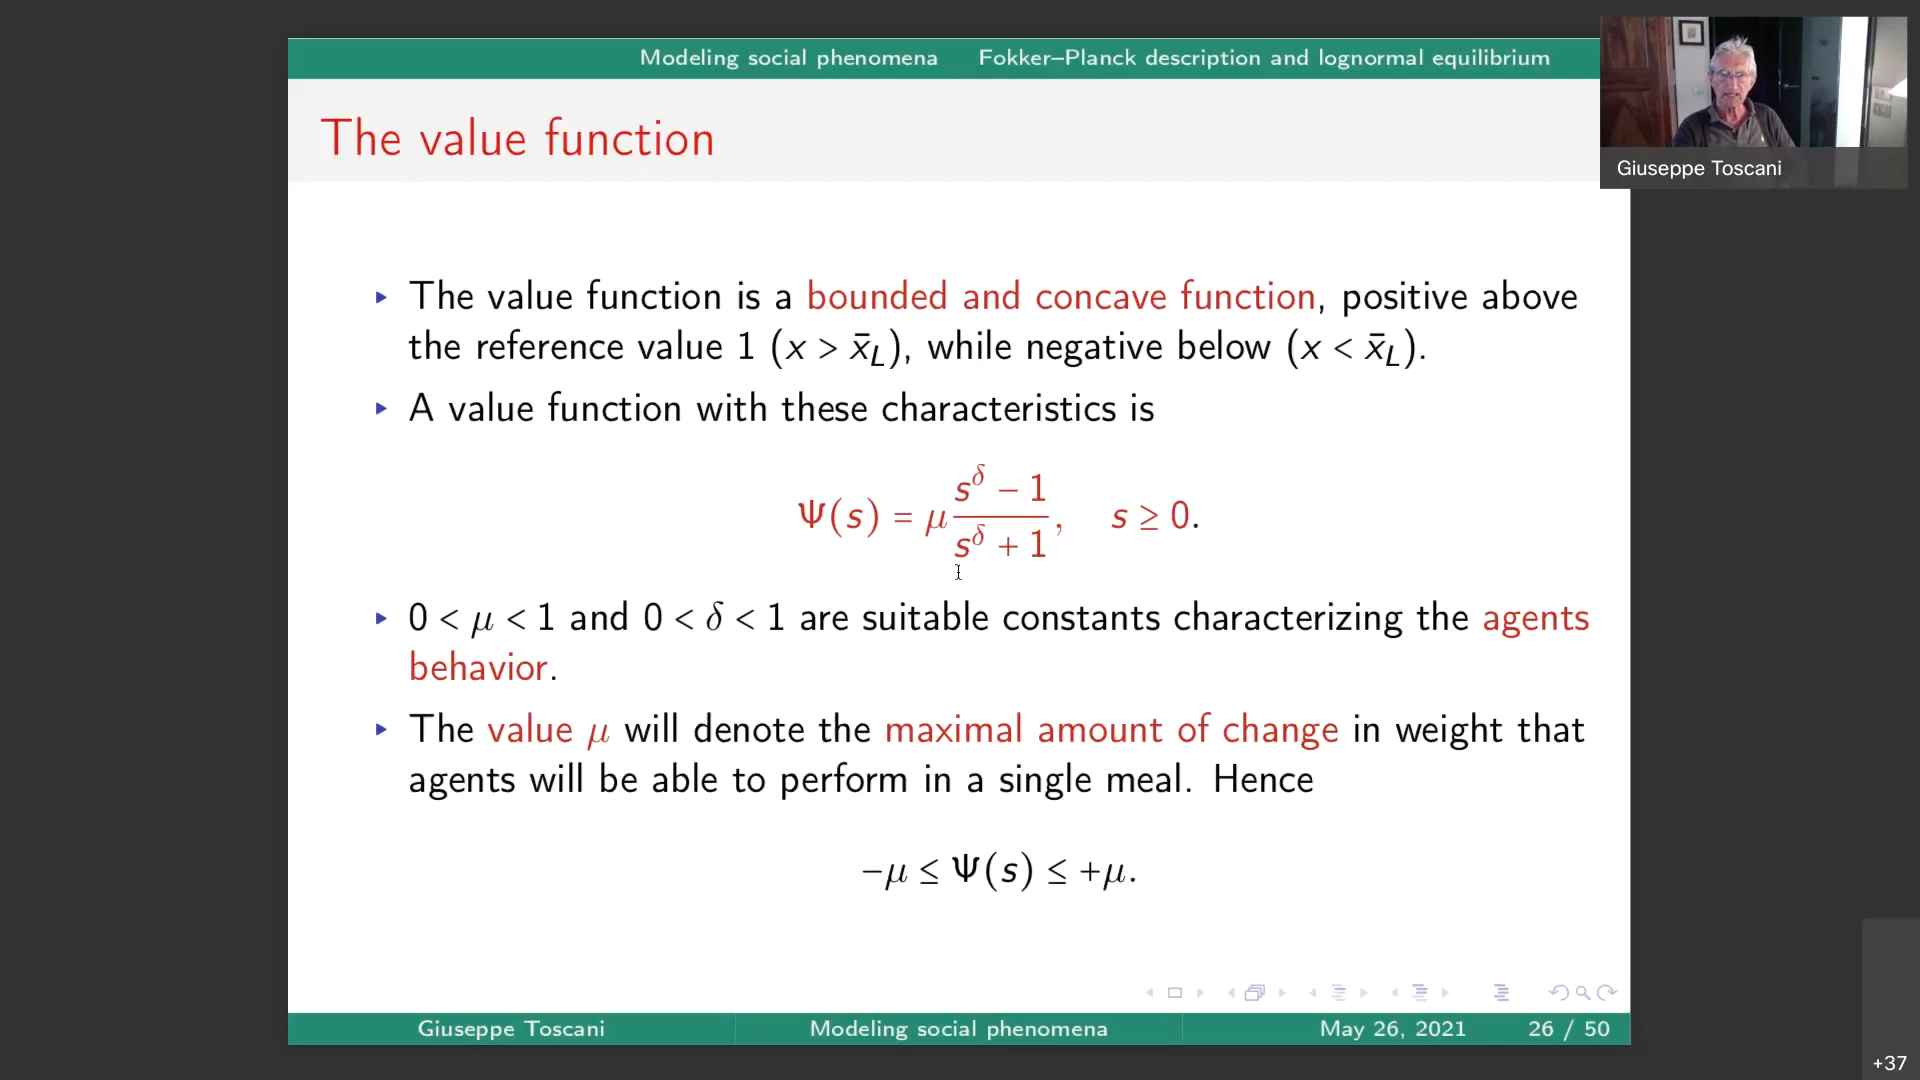 Modeling social phenomena Fokker–Planck description and lognormal equilibrium
Giuseppe Toscani
The value function
▸ The value function is a bounded and concave function, positive above
the reference value 1 (x > x̄_L), while negative below (x < x̄_L).
▸ A value function with these characteristics is
Ψ(s) = μ (s^δ − 1)/(s^δ + 1), s ≥ 0.
▸ 0 < μ < 1 and 0 < δ < 1 are suitable constants characterizing the agents
behavior.
▸ The value μ will denote the maximal amount of change in weight that
agents will be able to perform in a single meal. Hence
−μ ≤ Ψ(s) ≤ +μ.
Giuseppe Toscani Modeling social phenomena May 26, 2021 26 / 50
+37